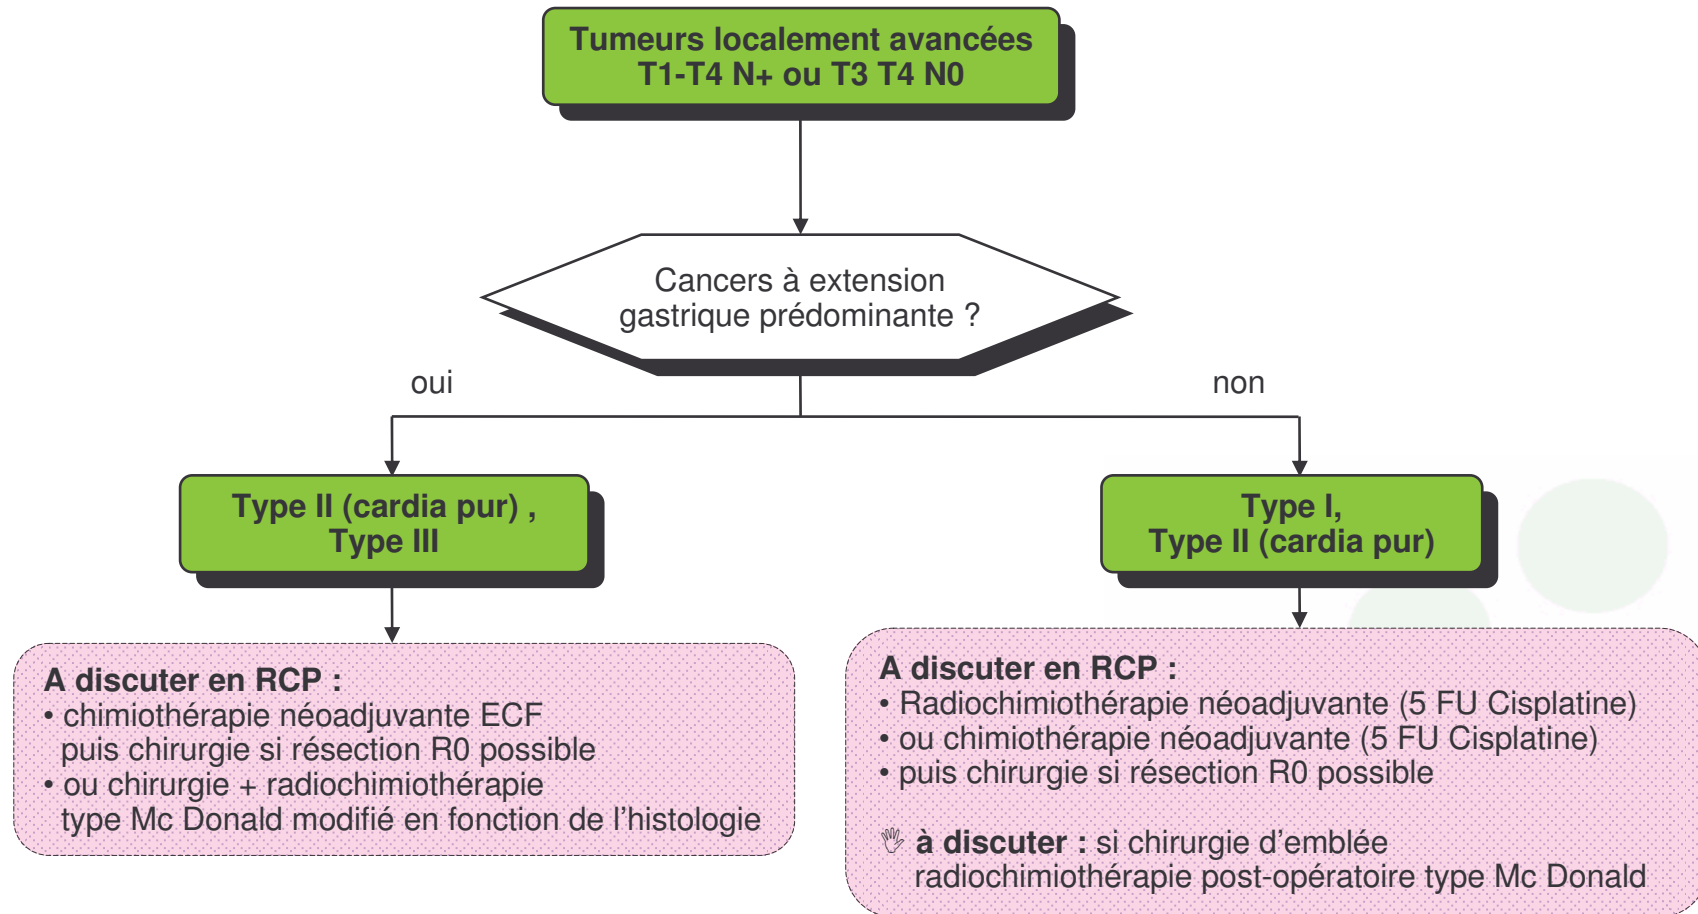 Tumeurs localement avancées
T1-T4 N+ ou T3 T4 N0
Cancers à extension
gastrique prédominante ?
oui
non
Type II (cardia pur) ,
Type III
Type I,
Type II (cardia pur)
A discuter en RCP :
• chimiothérapie néoadjuvante ECF
puis chirurgie si résection R0 possible
• ou chirurgie + radiochimiothérapie
type Mc Donald modifié en fonction de l’histologie
A discuter en RCP :
• Radiochimiothérapie néoadjuvante (5 FU Cisplatine)
• ou chimiothérapie néoadjuvante (5 FU Cisplatine)
• puis chirurgie si résection R0 possible
🖑 à discuter : si chirurgie d’emblée
radiochimiothérapie post-opératoire type Mc Donald